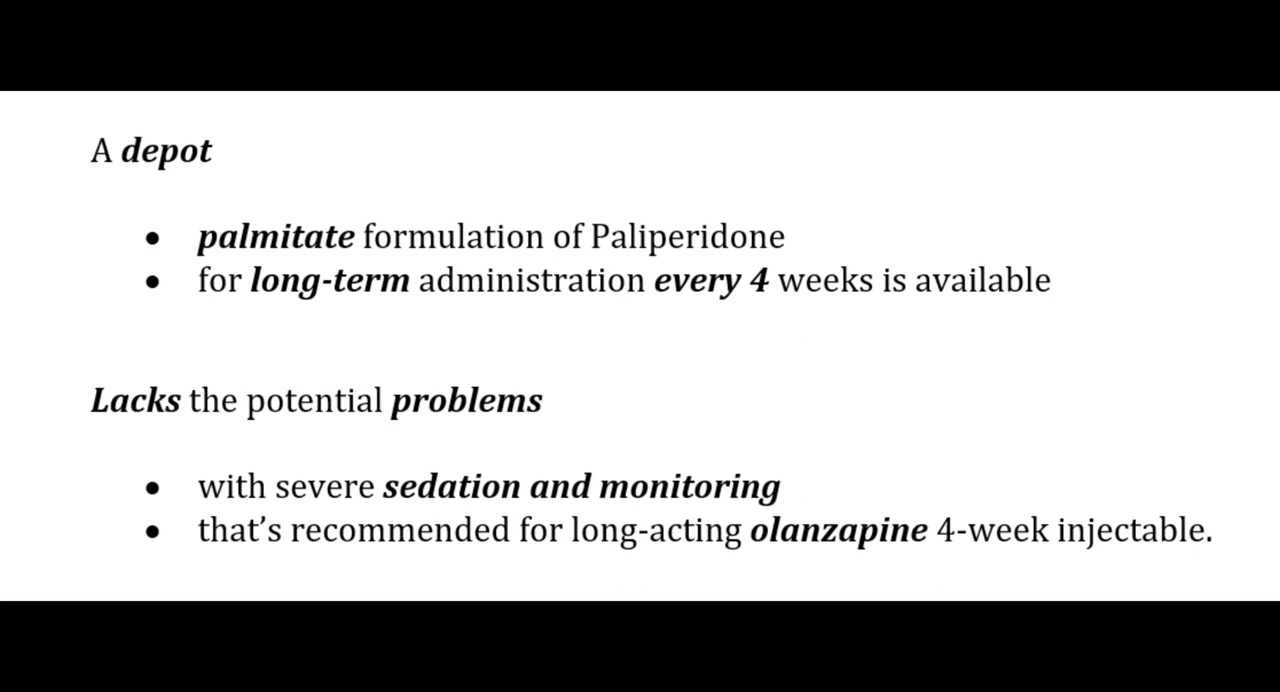 A depot
• palmitate formulation of Paliperidone
• for long-term administration every 4 weeks is available
Lacks the potential problems
• with severe sedation and monitoring
• that’s recommended for long-acting olanzapine 4-week injectable.